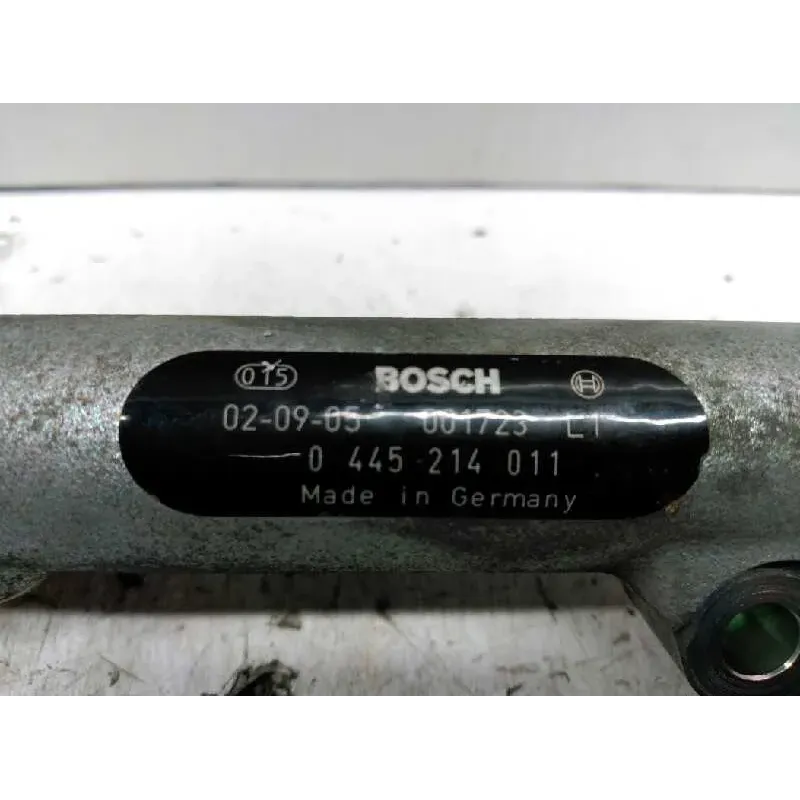 015 BOSCH
02-09-05 001723 L1
0 445 214 011
Made in Germany